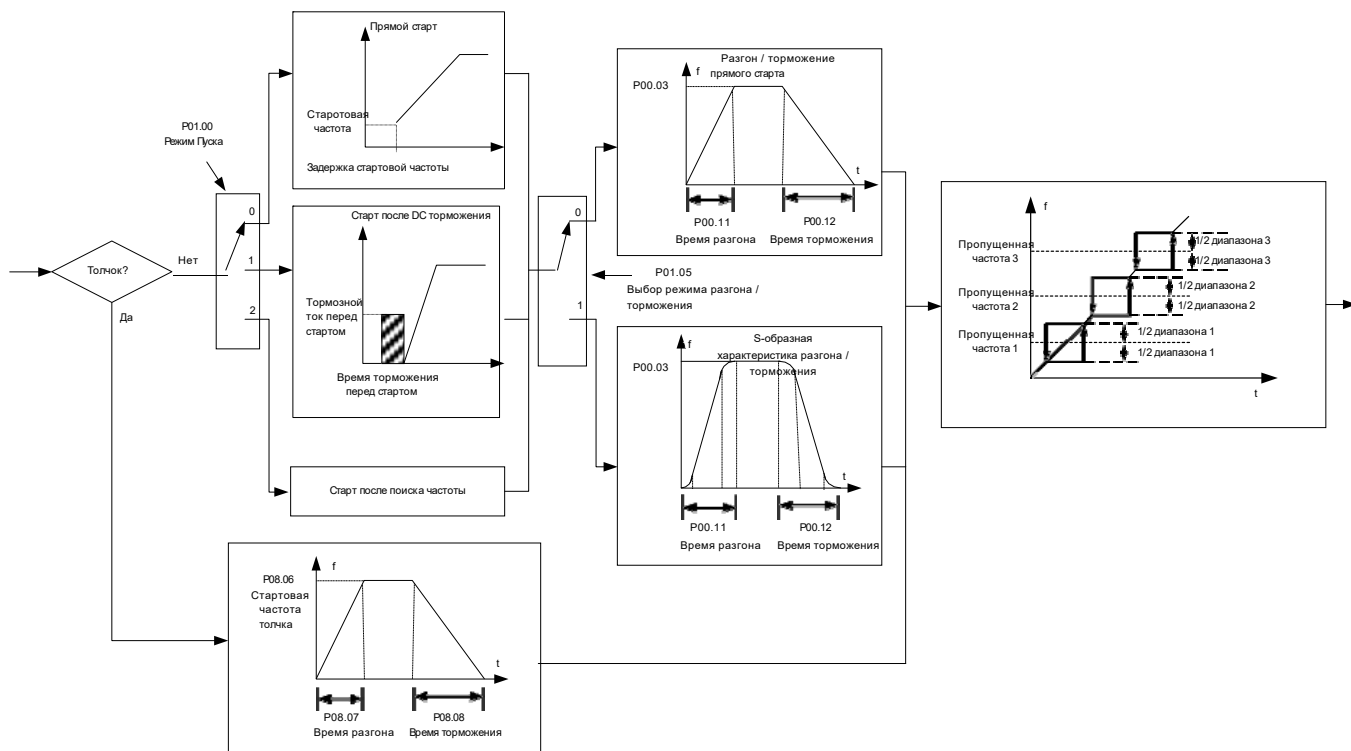 Толчок?
Нет
Да
P01.00
Режим Пуска
0
1
2
Прямой старт
Старотовая
частота
Задержка стартовой частоты
Старт после DC торможения
Тормозной
ток перед
стартом
Время торможения
перед стартом
Старт после поиска частоты
0
1
P01.05
Выбор режима разгона /
торможения
Разгон / торможение
прямого старта
f
P00.03
t
P00.11
P00.12
Время разгона
Время торможения
S-образная
характеристика разгона /
торможения
f
P00.03
t
P00.11
P00.12
Время разгона
Время торможения
P08.06
Стартовая
частота
толчка
f
t
P08.07
P08.08
Время разгона
Время торможения
f
Пропущенная
частота 3
1/2 диапазона 3
1/2 диапазона 3
Пропущенная
частота 2
1/2 диапазона 2
1/2 диапазона 2
Пропущенная
частота 1
1/2 диапазона 1
1/2 диапазона 1
t